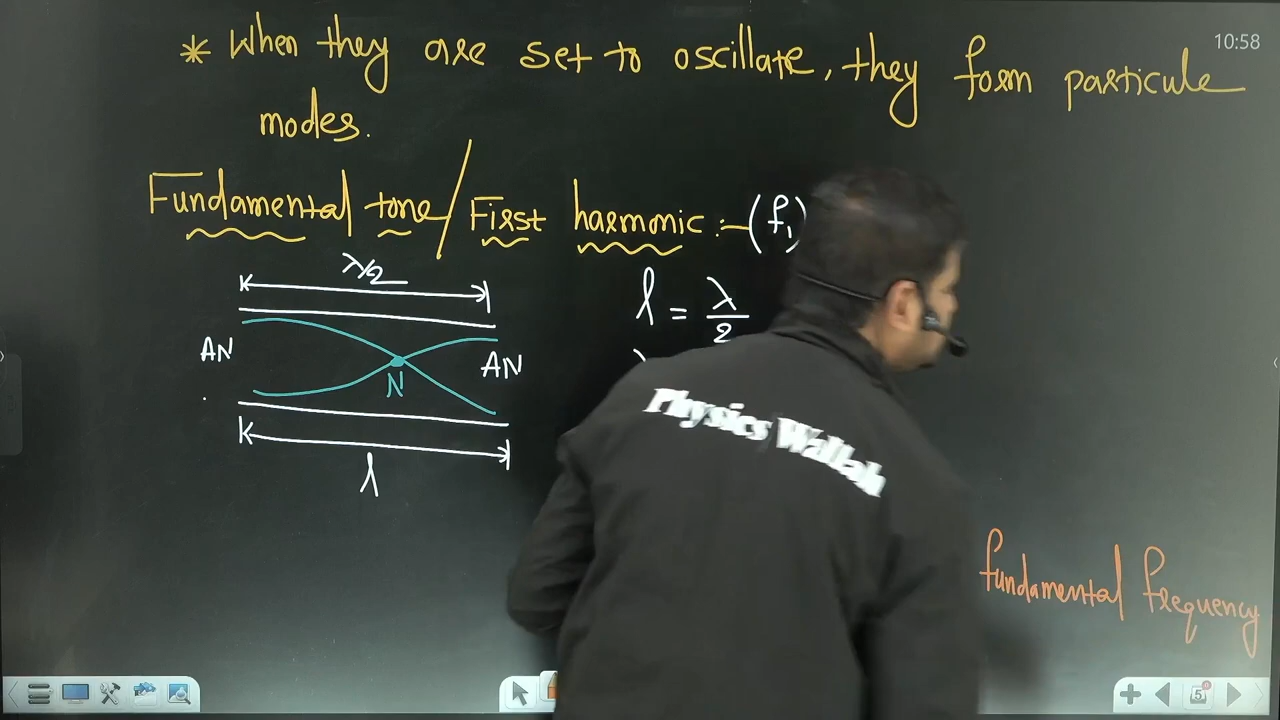 10:58
* When they are set to oscillate, they form particule
modes.
Fundamental tone / First harmonic :- (f₁)
λ/2
l = λ/2
AN
AN
N
λ
l
Physics Wallah
fundamental frequency
5